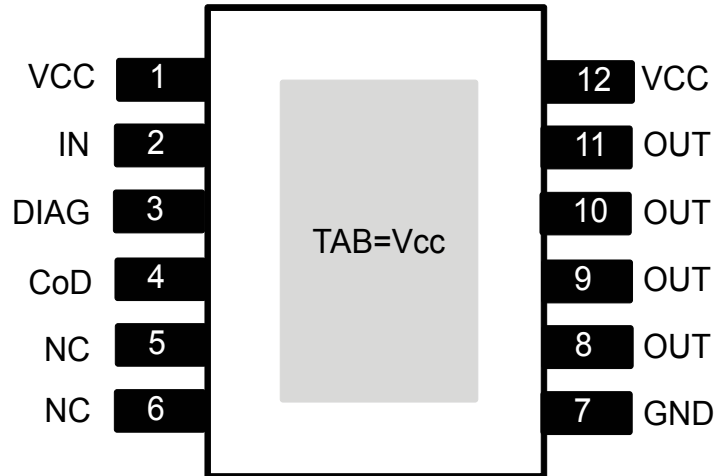 VCC 1 12 VCC
IN 2 11 OUT
DIAG 3 10 OUT
TAB=Vcc
CoD 4 9 OUT
NC 5 8 OUT
NC 6 7 GND